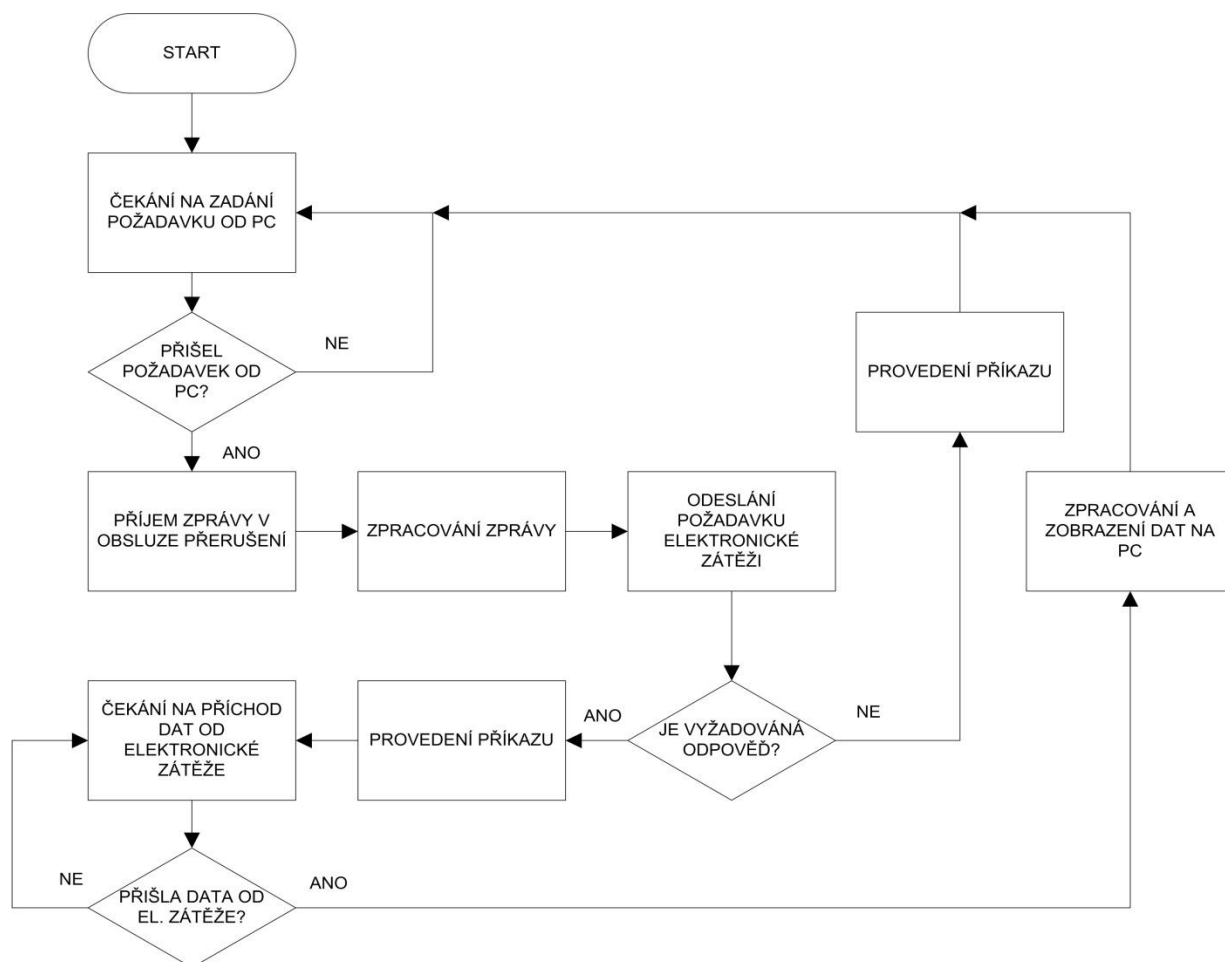 START
ČEKÁNÍ NA ZADÁNÍ
POŽADAVKU OD PC
PŘIŠEL
POŽADAVEK OD
PC?
NE
ANO
PROVEDENÍ PŘÍKAZU
PŘÍJEM ZPRÁVY V
OBSLUZE PŘERUŠENÍ
ZPRACOVÁNÍ ZPRÁVY
ODESLÁNÍ
POŽADAVKU
ELEKTRONICKÉ
ZÁTĚŽI
ZPRACOVÁNÍ A
ZOBRAZENÍ DAT NA
PC
JE VYŽADOVÁNÁ
ODPOVĚĎ?
ANO
NE
PROVEDENÍ PŘÍKAZU
ČEKÁNÍ NA PŘÍCHOD
DAT OD
ELEKTRONICKÉ
ZÁTĚŽE
PŘIŠLA DATA OD
EL. ZÁTĚŽE?
NE
ANO